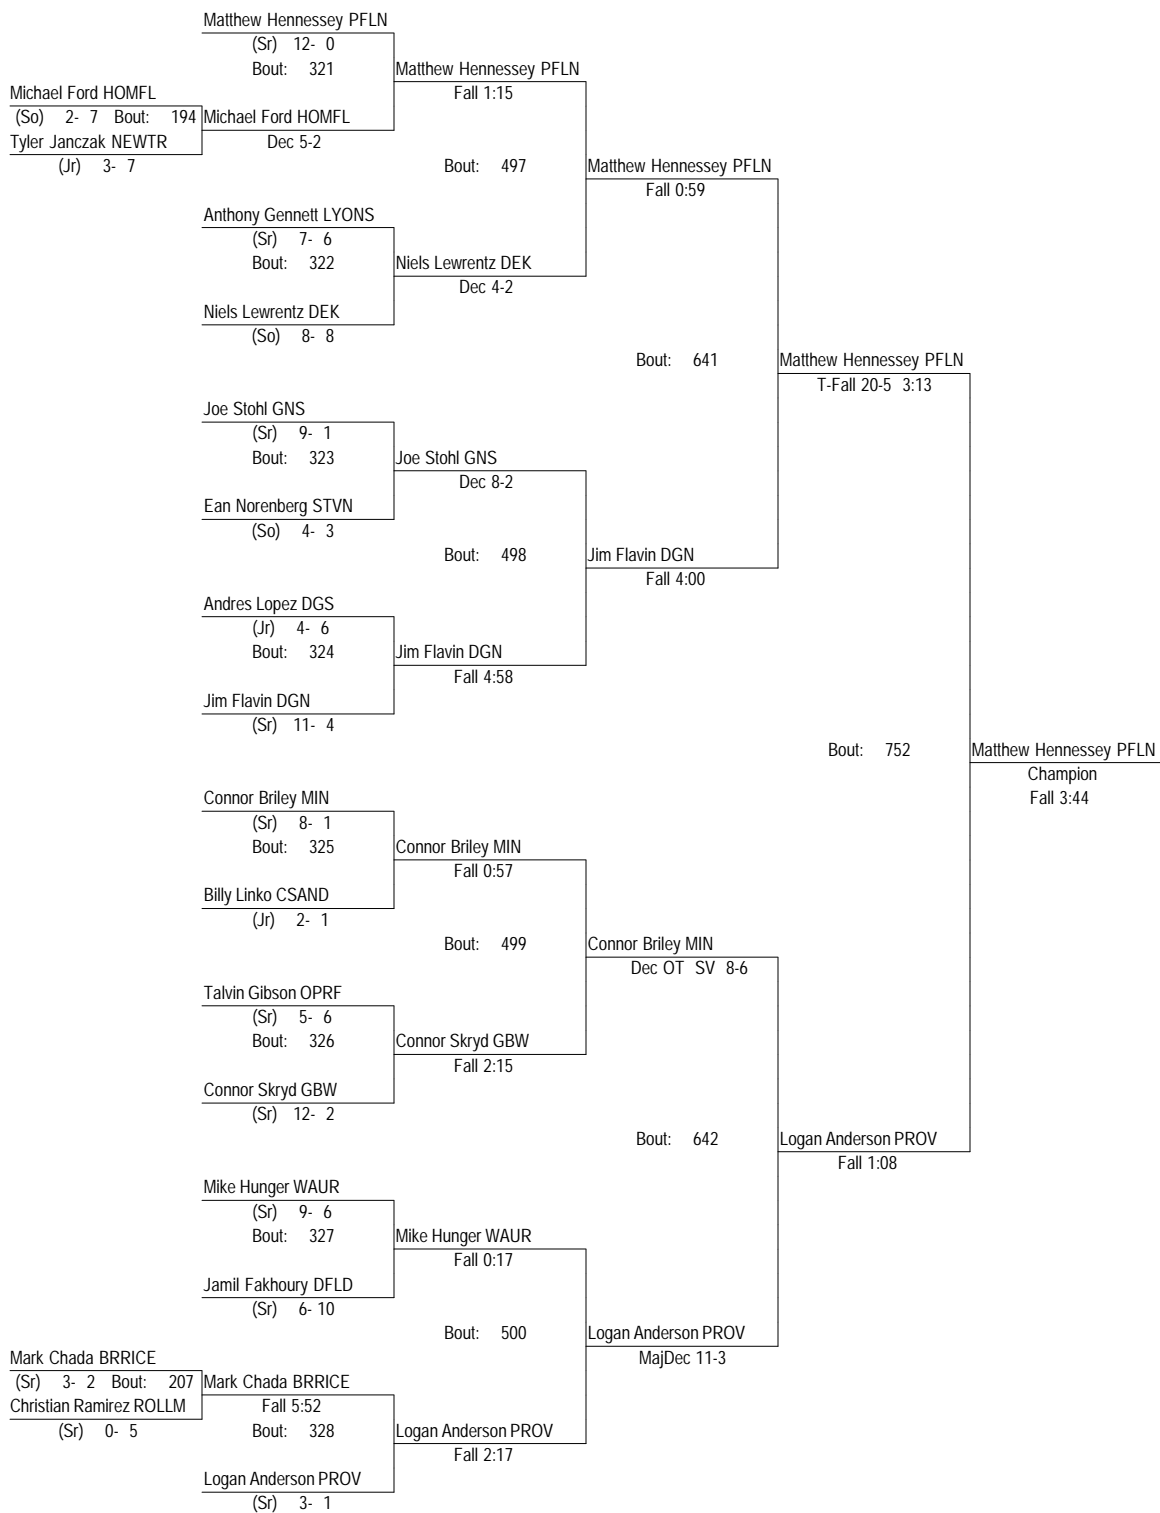 Matthew Hennessey PFLN
(Sr) 12- 0
Bout: 321
Matthew Hennessey PFLN
Fall 1:15
Michael Ford HOMFL
(So) 2- 7 Bout: 194
Michael Ford HOMFL
Tyler Janczak NEWTR
Dec 5-2
(Jr) 3- 7
Bout: 497
Matthew Hennessey PFLN
Fall 0:59
Anthony Gennett LYONS
(Sr) 7- 6
Bout: 322
Niels Lewrentz DEK
Dec 4-2
Niels Lewrentz DEK
(So) 8- 8
Bout: 641
Matthew Hennessey PFLN
T-Fall 20-5 3:13
Joe Stohl GNS
(Sr) 9- 1
Bout: 323
Joe Stohl GNS
Dec 8-2
Ean Norenberg STVN
(So) 4- 3
Bout: 498
Jim Flavin DGN
Fall 4:00
Andres Lopez DGS
(Jr) 4- 6
Bout: 324
Jim Flavin DGN
Fall 4:58
Jim Flavin DGN
(Sr) 11- 4
Bout: 752
Matthew Hennessey PFLN
Champion
Fall 3:44
Connor Briley MIN
(Sr) 8- 1
Bout: 325
Connor Briley MIN
Fall 0:57
Billy Linko CSAND
(Jr) 2- 1
Bout: 499
Connor Briley MIN
Dec OT SV 8-6
Talvin Gibson OPRF
(Sr) 5- 6
Bout: 326
Connor Skryd GBW
Fall 2:15
Connor Skryd GBW
(Sr) 12- 2
Bout: 642
Logan Anderson PROV
Fall 1:08
Mike Hunger WAUR
(Sr) 9- 6
Bout: 327
Mike Hunger WAUR
Fall 0:17
Jamil Fakhoury DFLD
(Sr) 6- 10
Bout: 500
Logan Anderson PROV
MajDec 11-3
Mark Chada BRRICE
(Sr) 3- 2 Bout: 207
Mark Chada BRRICE
Christian Ramirez ROLLM
Fall 5:52
(Sr) 0- 5
Bout: 328
Logan Anderson PROV
Fall 2:17
Logan Anderson PROV
(Sr) 3- 1